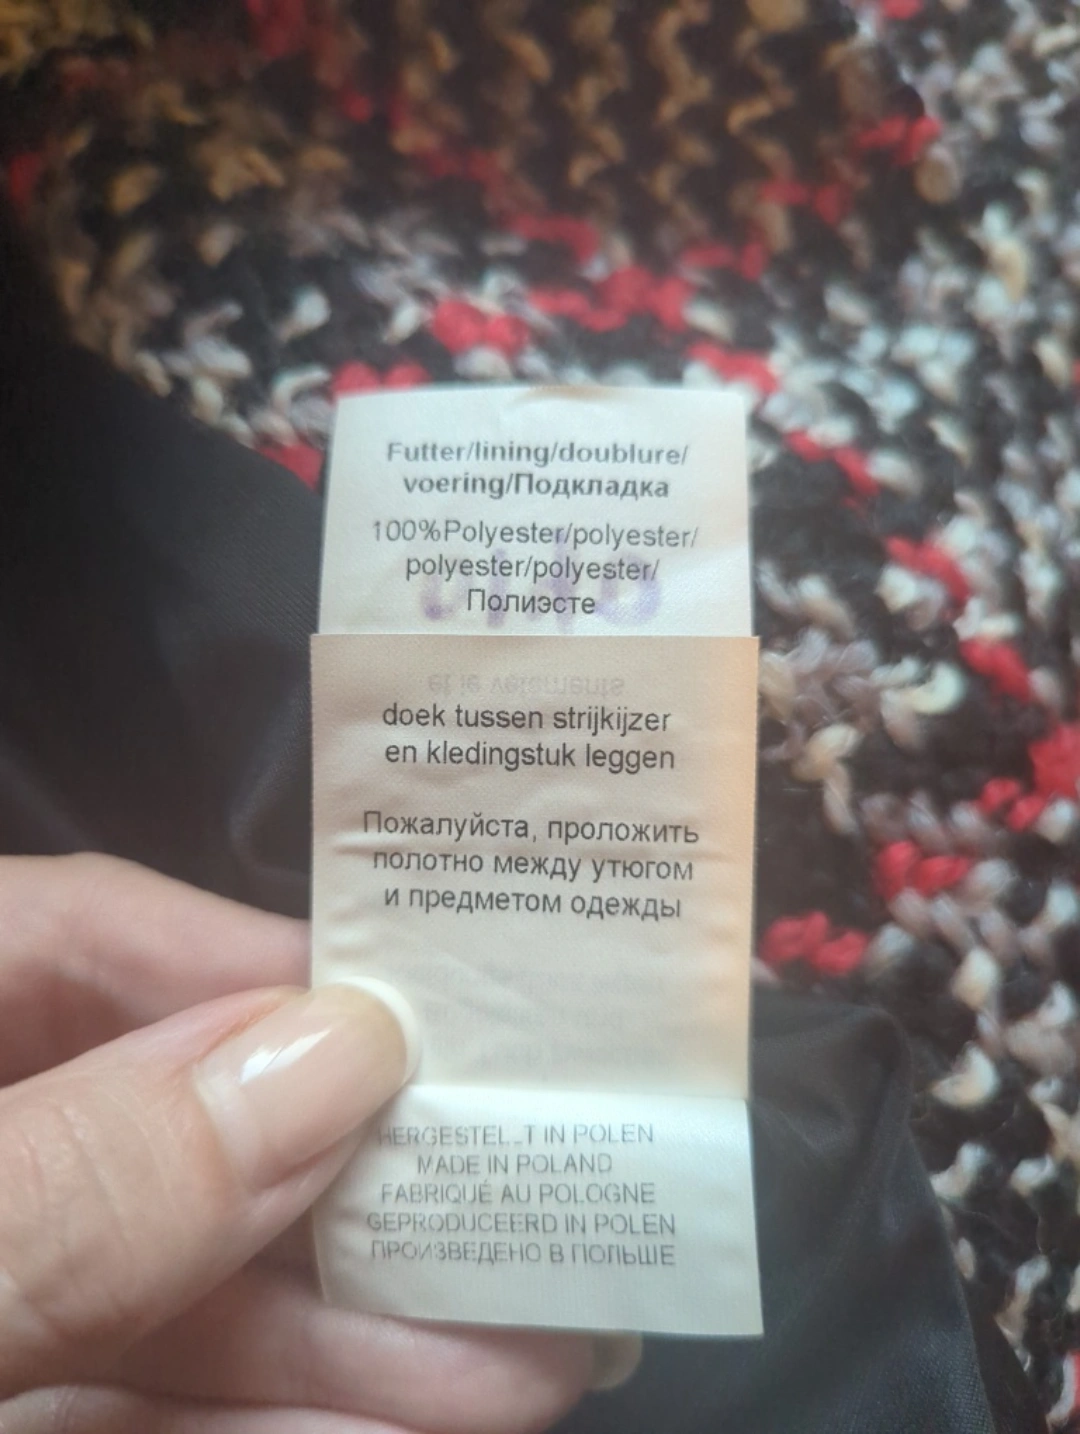 Futter/lining/doublure/
voering/Подкладка
100%Polyester/polyester/
polyester/polyester/
Полиэсте
doek tussen strijkijzer
en kledingstuk leggen
Пожалуйста, проложить
полотно между утюгом
и предметом одежды
HERGESTELLT IN POLEN
MADE IN POLAND
FABRIQUÉ AU POLOGNE
GEPRODUCEERD IN POLEN
ПРОИЗВЕДЕНО В ПОЛЬШЕ